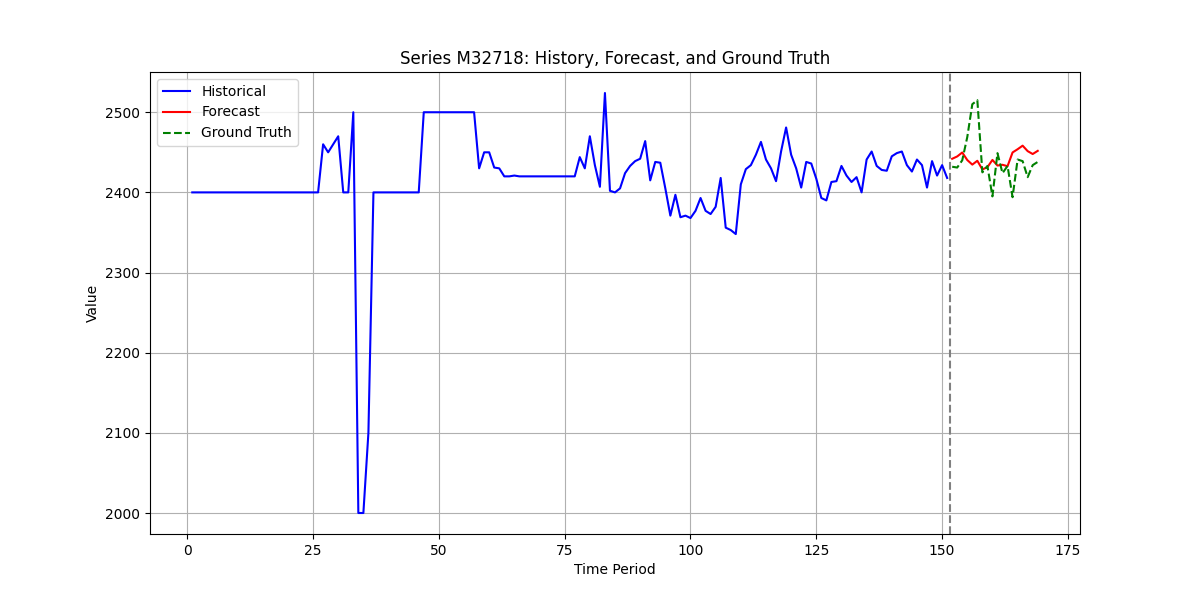 Series M32718: History, Forecast, and Ground Truth
Historical
Forecast
Ground Truth
Value
2500
2400
2300
2200
2100
2000
0 25 50 75 100 125 150 175
Time Period